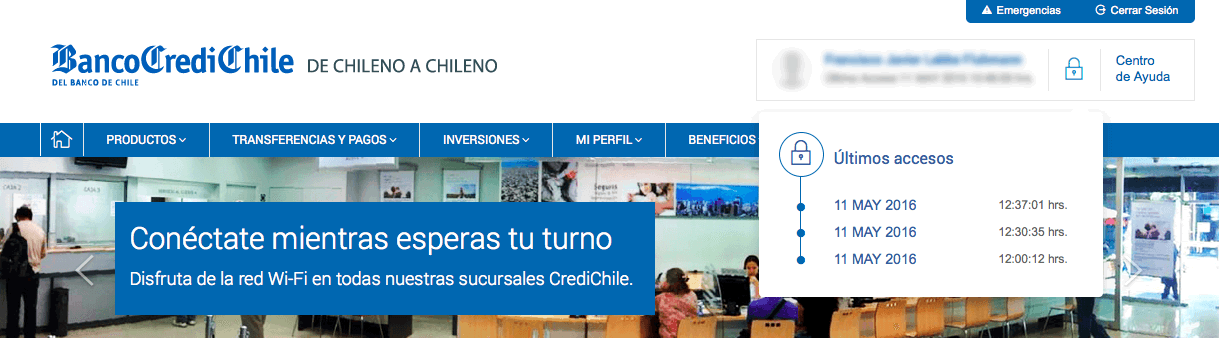 Emergencias
Cerrar Sesión
BancoCrediChile DE CHILENO A CHILENO
DEL BANCO DE CHILE
Centro
de Ayuda
PRODUCTOS
TRANSFERENCIAS Y PAGOS
INVERSIONES
MI PERFIL
BENEFICIOS
Últimos accesos
11 MAY 2016 12:37:01 hrs.
11 MAY 2016 12:30:35 hrs.
11 MAY 2016 12:00:12 hrs.
Conéctate mientras esperas tu turno
Disfruta de la red Wi-Fi en todas nuestras sucursales CrediChile.